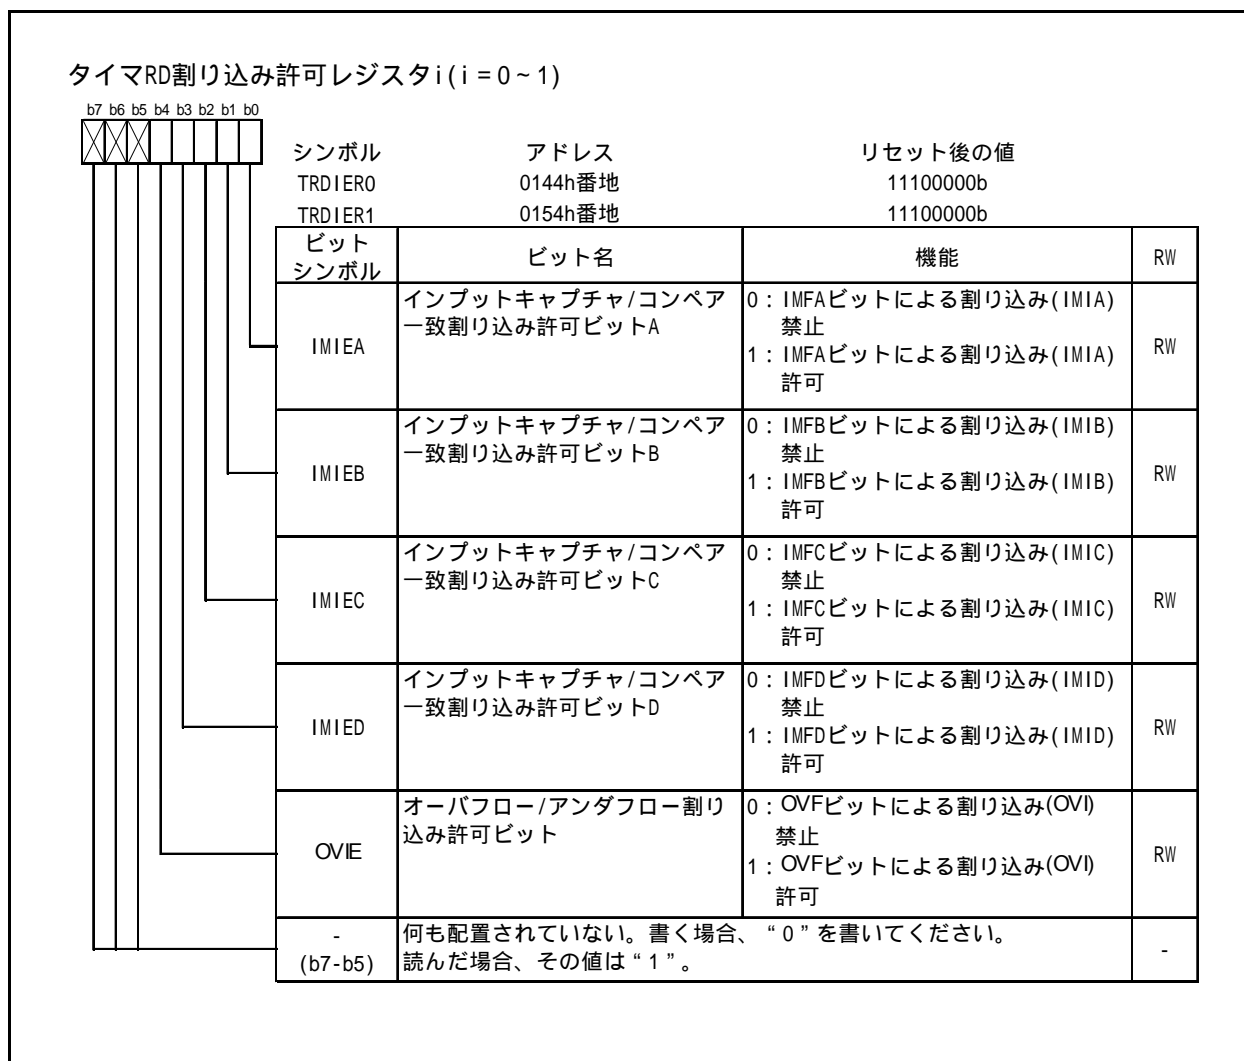 タイマRD割り込み許可レジスタi(i=0~1)
b7 b6 b5 b4 b3 b2 b1 b0
シンボル アドレス リセット後の値
TRDIER0 0144h番地 11100000b
TRDIER1 0154h番地 11100000b
ビット
シンボル
ビット名
機能
RW
IMIEA
インプットキャプチャ/コンペア
一致割り込み許可ビットA
0:IMFAビットによる割り込み(IMIA)
禁止
1:IMFAビットによる割り込み(IMIA)
許可
RW
IMIEB
インプットキャプチャ/コンペア
一致割り込み許可ビットB
0:IMFBビットによる割り込み(IMIB)
禁止
1:IMFBビットによる割り込み(IMIB)
許可
RW
IMIEC
インプットキャプチャ/コンペア
一致割り込み許可ビットC
0:IMFCビットによる割り込み(IMIC)
禁止
1:IMFCビットによる割り込み(IMIC)
許可
RW
IMIED
インプットキャプチャ/コンペア
一致割り込み許可ビットD
0:IMFDビットによる割り込み(IMID)
禁止
1:IMFDビットによる割り込み(IMID)
許可
RW
OVIE
オーバフロー/アンダフロー割り
込み許可ビット
0:OVFビットによる割り込み(OVI)
禁止
1:OVFビットによる割り込み(OVI)
許可
RW
-
(b7-b5)
何も配置されていない。書く場合、“0”を書いてください。
読んだ場合、その値は“1”。
-